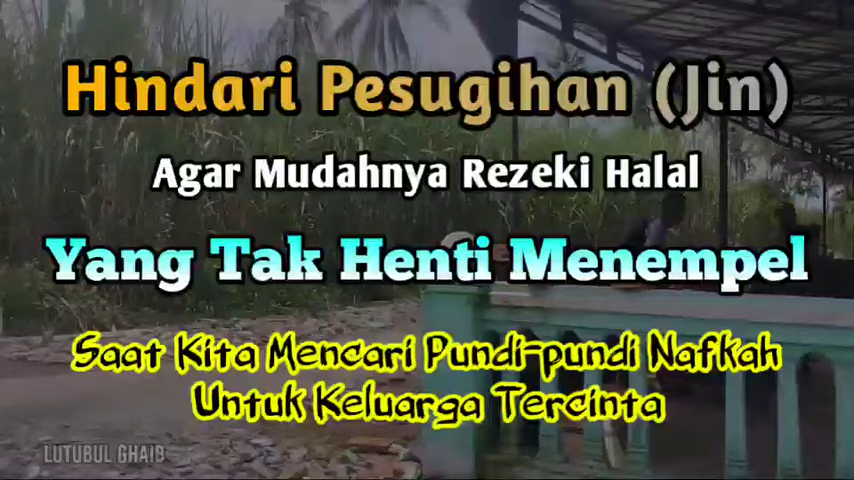 Hindari Pesugihan (Jin)
Agar Mudahnya Rezeki Halal
Yang Tak Henti Menempel
Saat Kita Mencari Pundi-pundi Nafkah
Untuk Keluarga Tercinta
LUTUBUL GHAIB